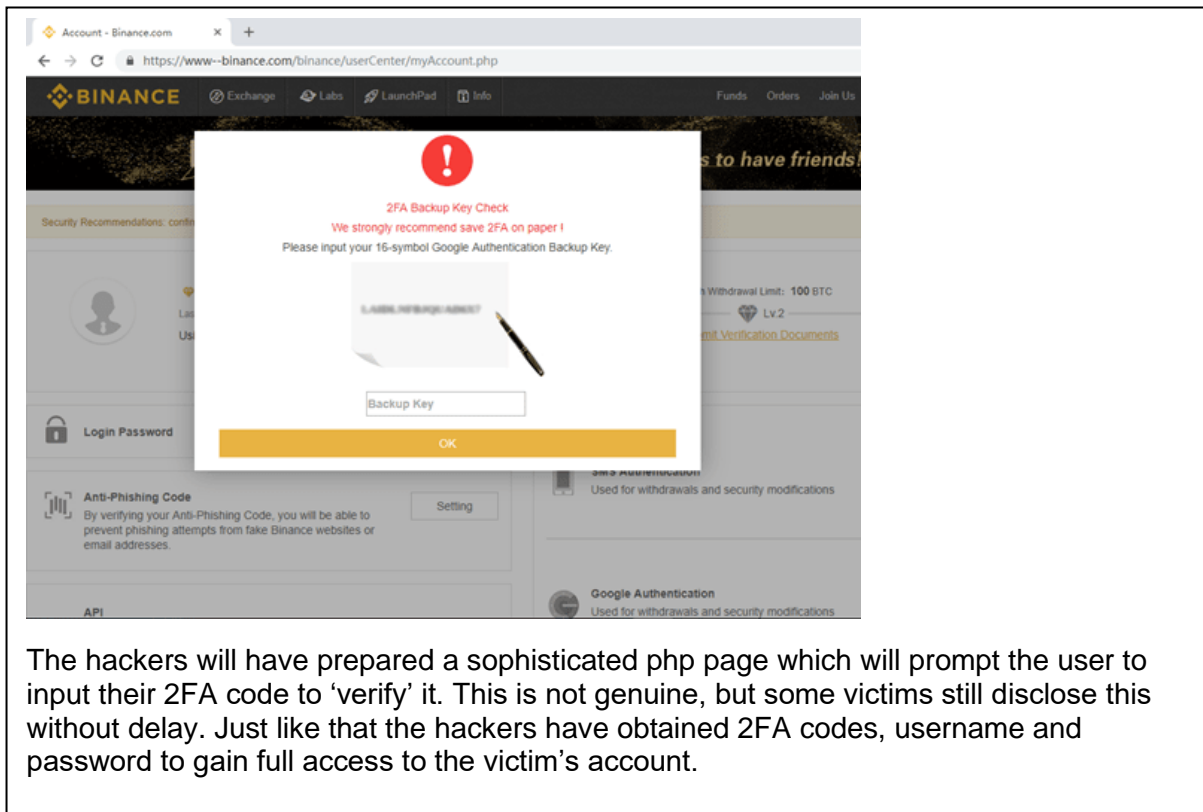 Account - Binance.com
https://www--binance.com/binance/userCenter/myAccount.php
BINANCE Exchange Labs LaunchPad Info Funds Orders Join Us
s to have friends!
Security Recommendations: confi
2FA Backup Key Check
We strongly recommend save 2FA on paper !
Please input your 16-symbol Google Authentication Backup Key.
Las
Us
Withdrawal Limit: 100 BTC
Lv.2
mit Verification Documents
Backup Key
OK
Login Password
SMS Authentication
Used for withdrawals and security modifications
Anti-Phishing Code
By verifying your Anti-Phishing Code, you will be able to
prevent phishing attempts from fake Binance websites or
email addresses.
Setting
API
Google Authentication
Used for withdrawals and security modifications
The hackers will have prepared a sophisticated php page which will prompt the user to
input their 2FA code to ‘verify’ it. This is not genuine, but some victims still disclose this
without delay. Just like that the hackers have obtained 2FA codes, username and
password to gain full access to the victim’s account.